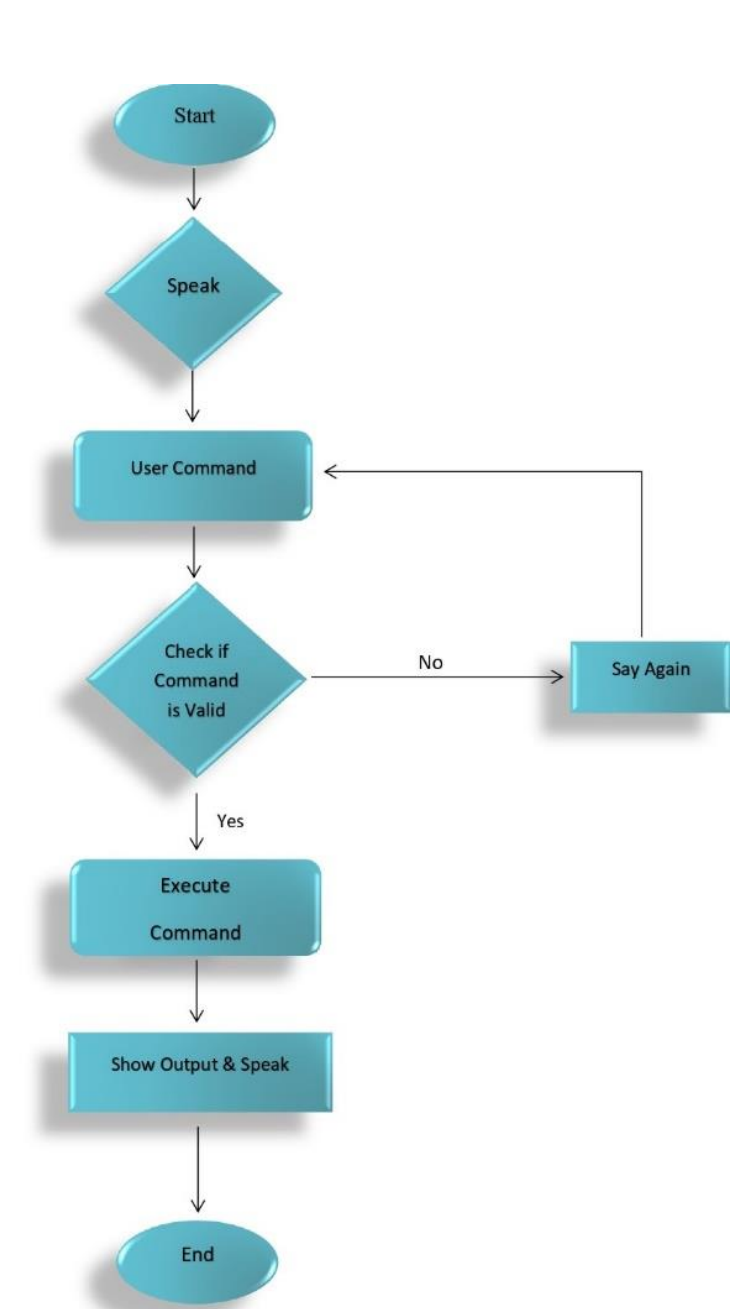 Start
Speak
User Command
Check if
Command
is Valid
No
Say Again
Yes
Execute
Command
Show Output & Speak
End